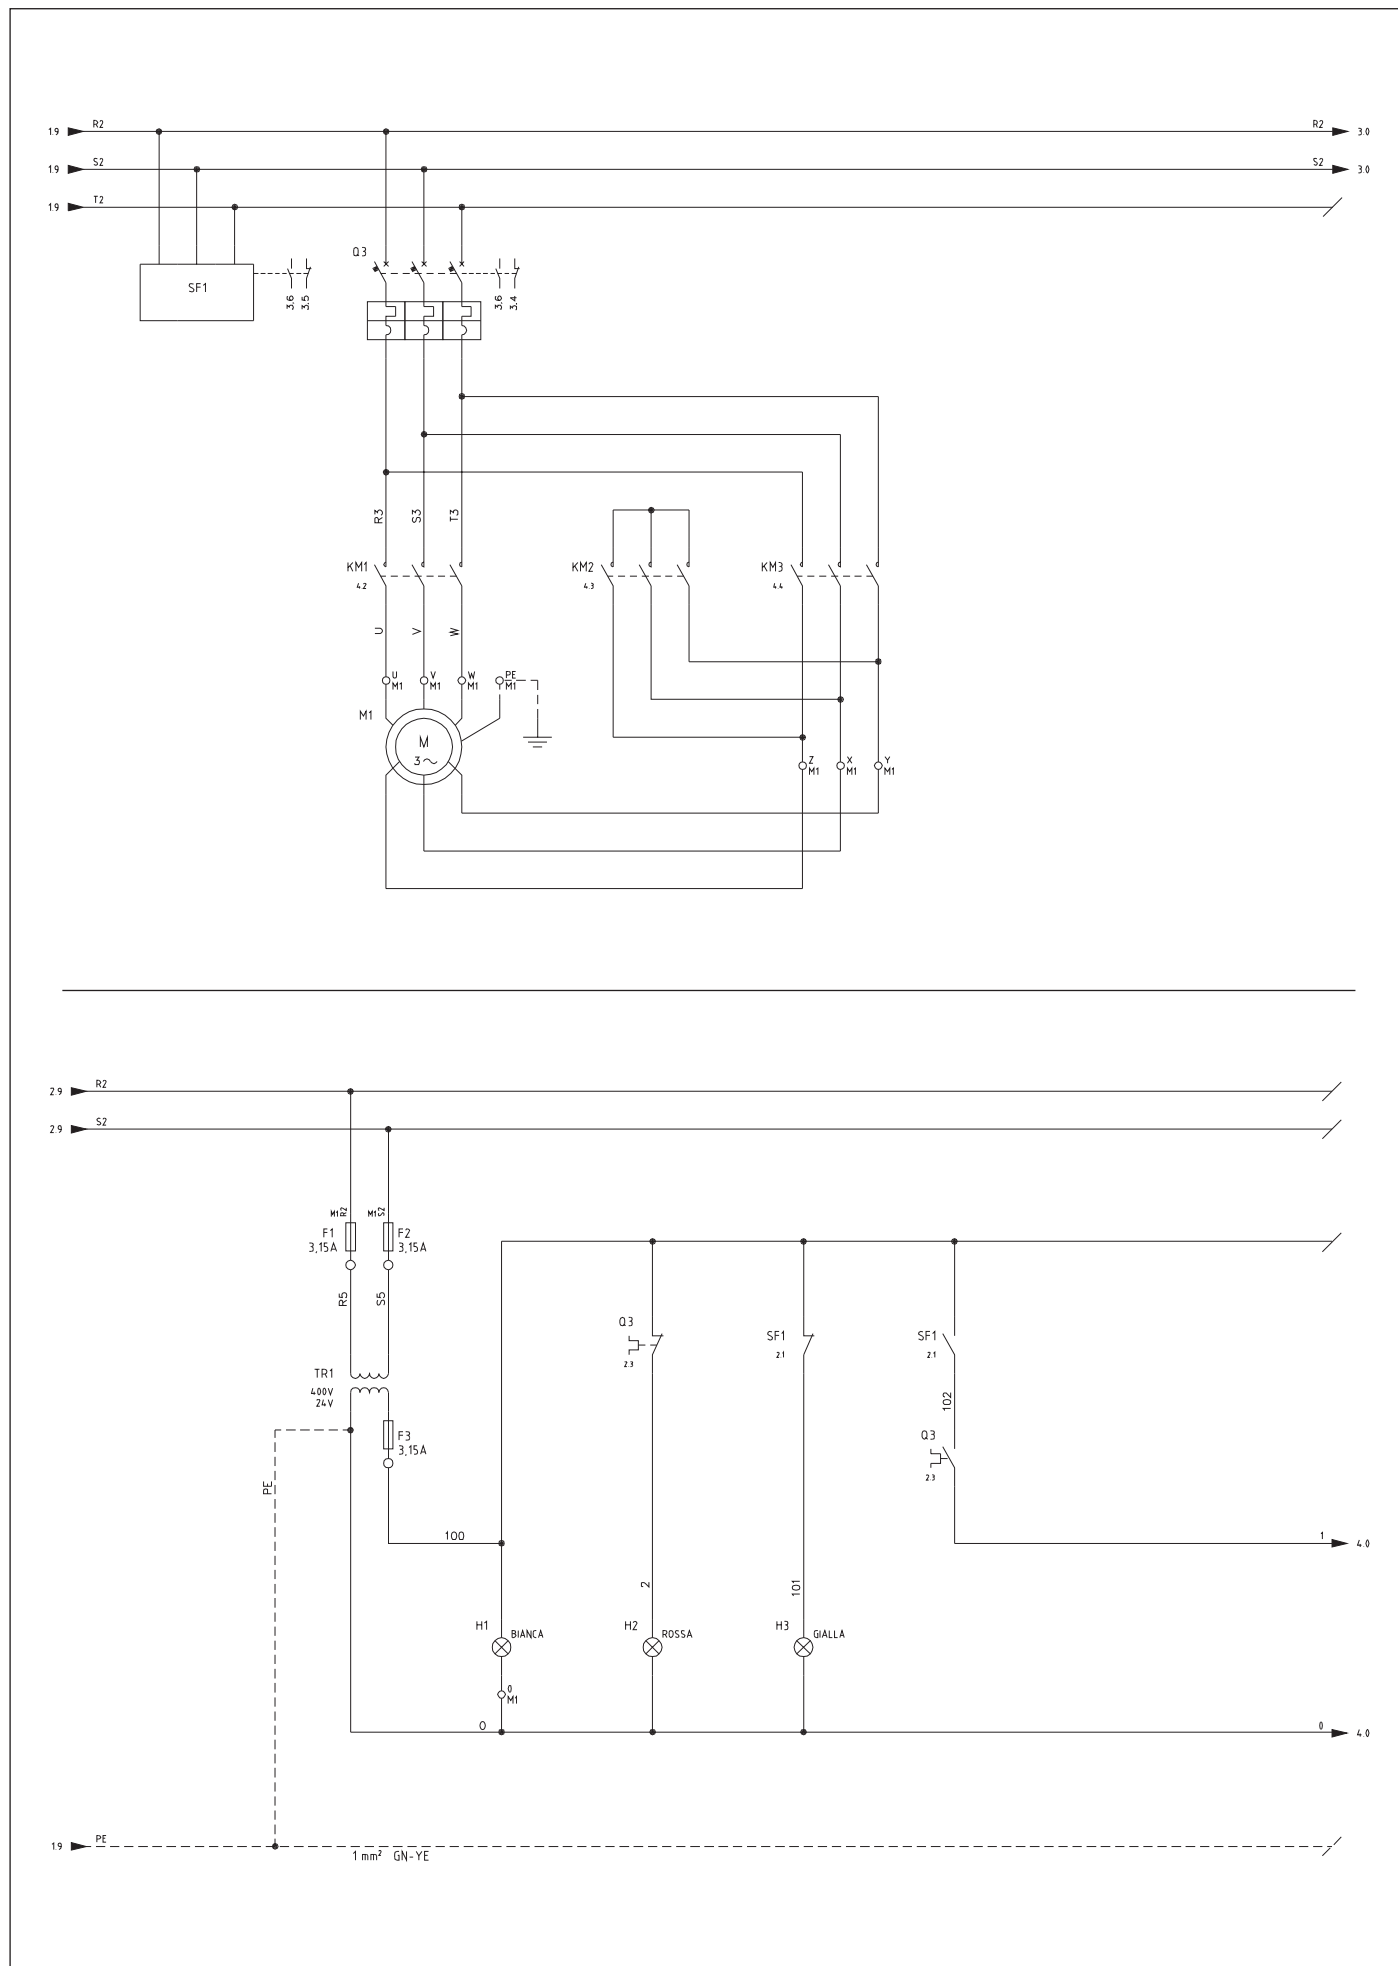 R2 R2
1.9 3.0
S2 S2
1.9 3.0
T2
1.9
Q3
SF1
3.6 3.5 3.6 3.4
R3 S3 T3
KM1 KM2 KM3
4.2 4.3 4.4
U V W
U V W PE
M1 M1 M1 M1
M1
M
3~
Z X Y
M1 M1 M1
R2
2.9
S2
2.9
M1 R2 M1 S2
F1 F2
3,15A 3,15A
R5 S5
Q3 SF1 SF1
2.3 2.1 2.1
TR1
400V
24V
102
F3 Q3
3,15A
2.3
PE
100 1
4.0
2 101
H1 BIANCA H2 ROSSA H3 GIALLA
0
M1
0 0
4.0
PE
1.9
1 mm² GN-YE